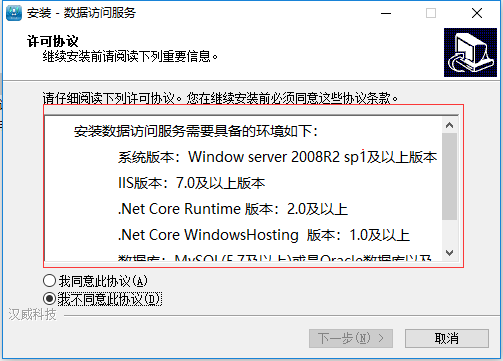 安装 - 数据访问服务
许可协议
继续安装前请阅读下列重要信息。
请仔细阅读下列许可协议。您在继续安装前必须同意这些协议条款。
安装数据访问服务需要具备的环境如下：
系统版本：Window server 2008R2 sp1及以上版本
IIS版本：7.0及以上版本
.Net Core Runtime 版本：2.0及以上
.Net Core WindowsHosting  版本：1.0及以上
数据库：MySQL(5.7及以上)或是Oracle数据库以及
我同意此协议(A)
我不同意此协议(D)
汉威科技
下一步(N) >
取消